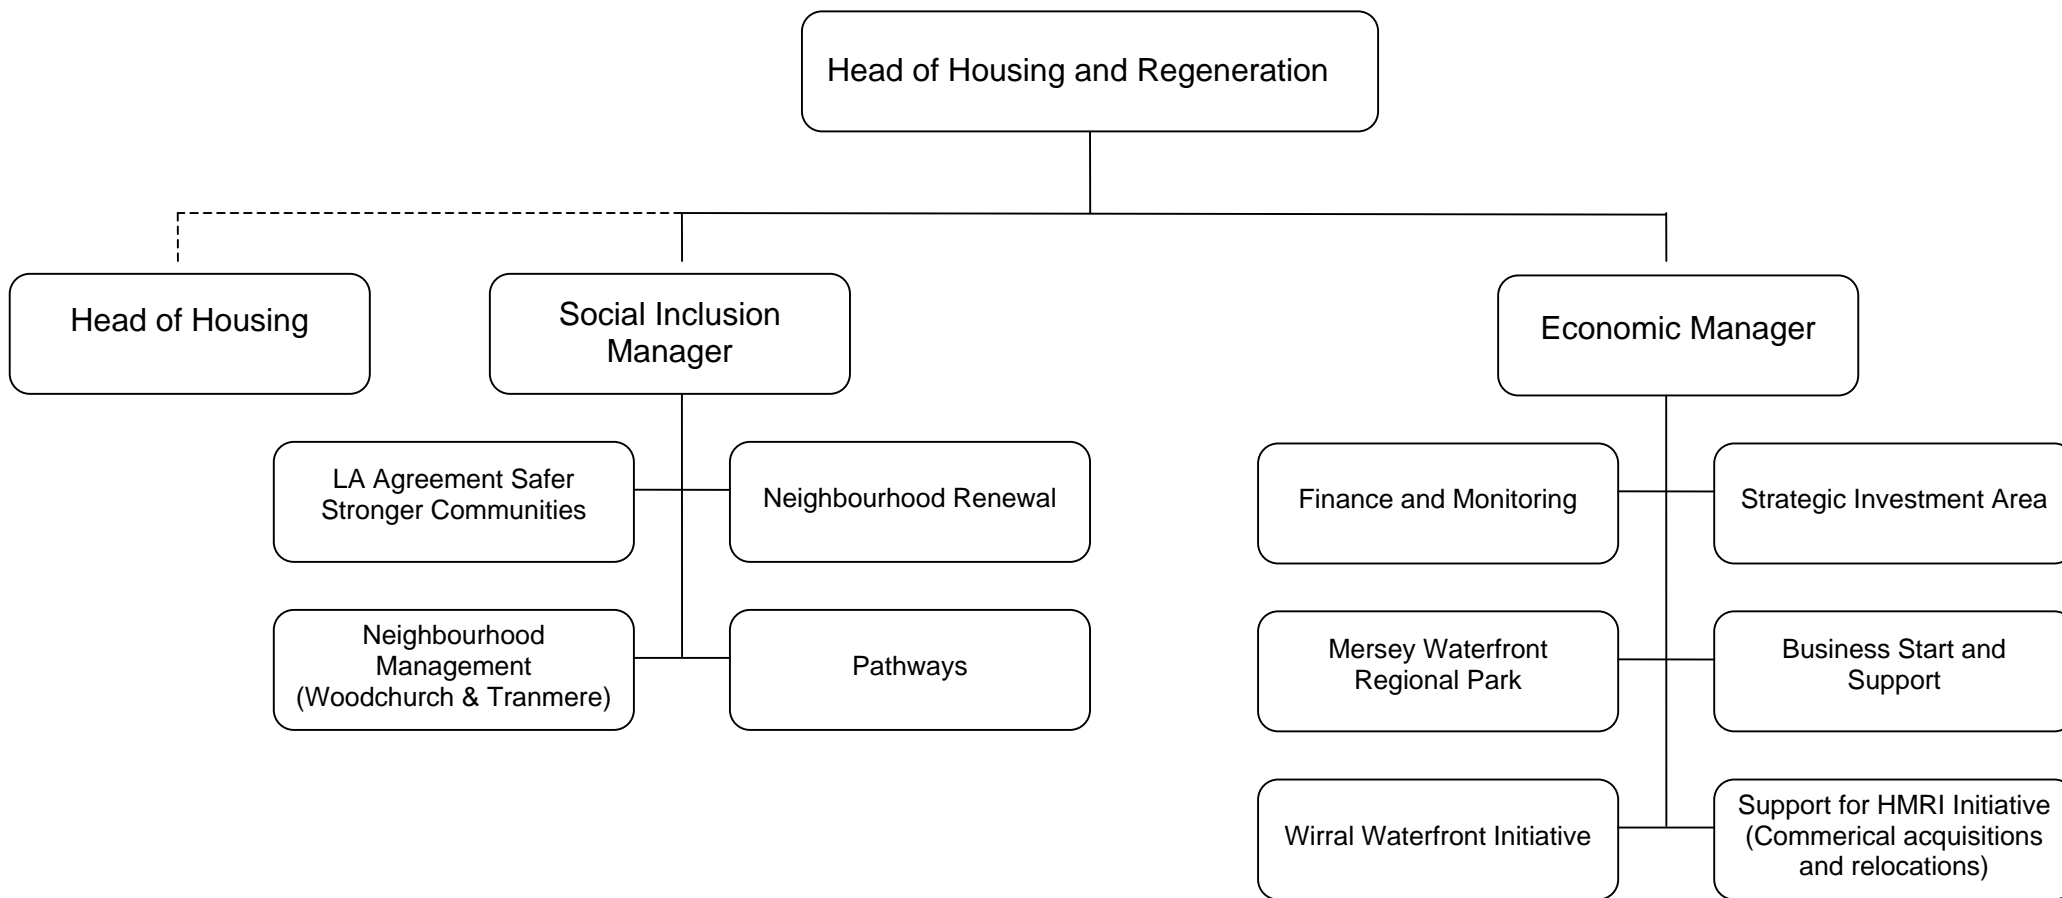 Head of Housing and Regeneration
Head of Housing
Social Inclusion
Manager
Economic Manager
LA Agreement Safer
Stronger Communities
Neighbourhood Renewal
Finance and Monitoring
Strategic Investment Area
Neighbourhood
Management
(Woodchurch & Tranmere)
Pathways
Mersey Waterfront
Regional Park
Business Start and
Support
Wirral Waterfront Initiative
Support for HMRI Initiative
(Commerical acquisitions
and relocations)